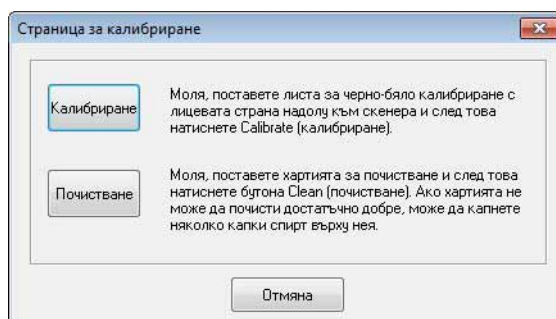 Страница за калибриране
Калибриране
Моля, поставете листа за черно-бяло калибриране с
лицевата страна надолу към скенера и след това
натиснете Calibrate (калибриране).
Почистване
Моля, поставете хартията за почистване и след това
натиснете бутона Clean (почистване). Ако хартията не
може да почисти достатъчно добре, може да капнете
няколко капки спирт върху нея.
Отмяна